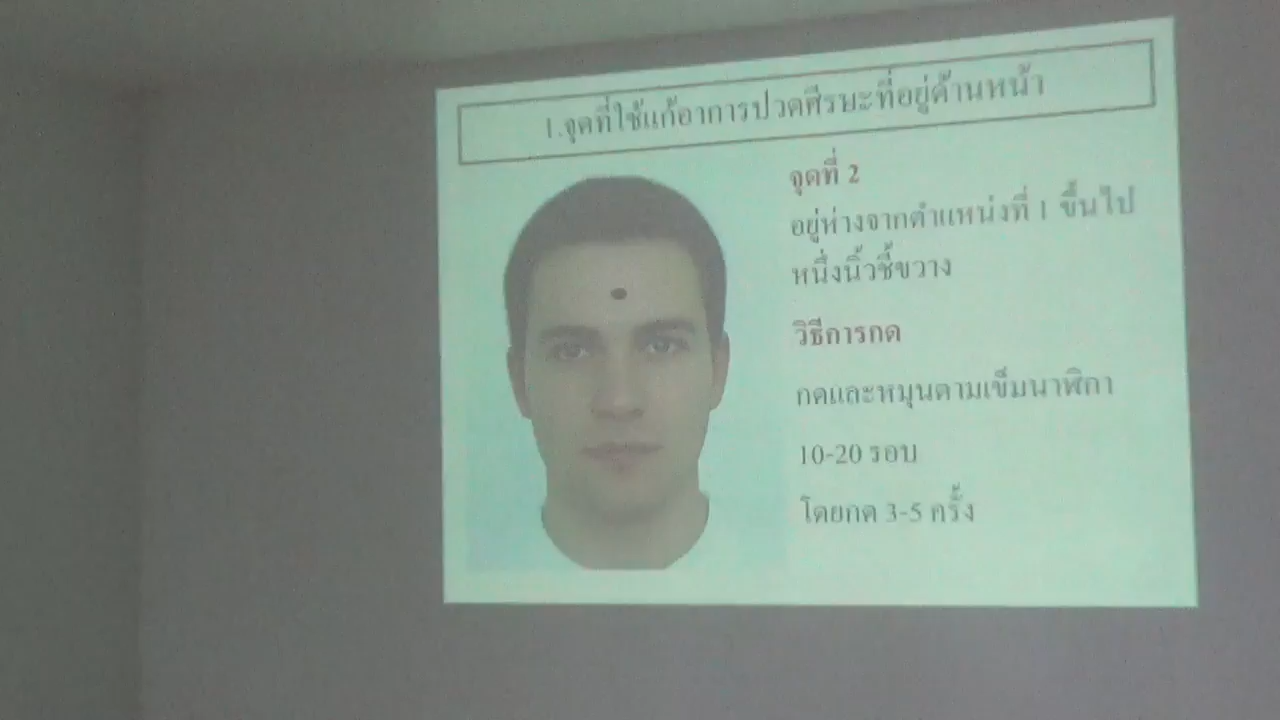 1.จุดที่ใช้แก้อาการปวดศีรษะที่อยู่ด้านหน้า
จุดที่ 2
อยู่ห่างจากตำแหน่งที่ 1 ขึ้นไป
หนึ่งนิ้วชี้ขวาง
วิธีการกด
กดและหมุนตามเข็มนาฬิกา
10-20 รอบ
โดยกด 3-5 ครั้ง